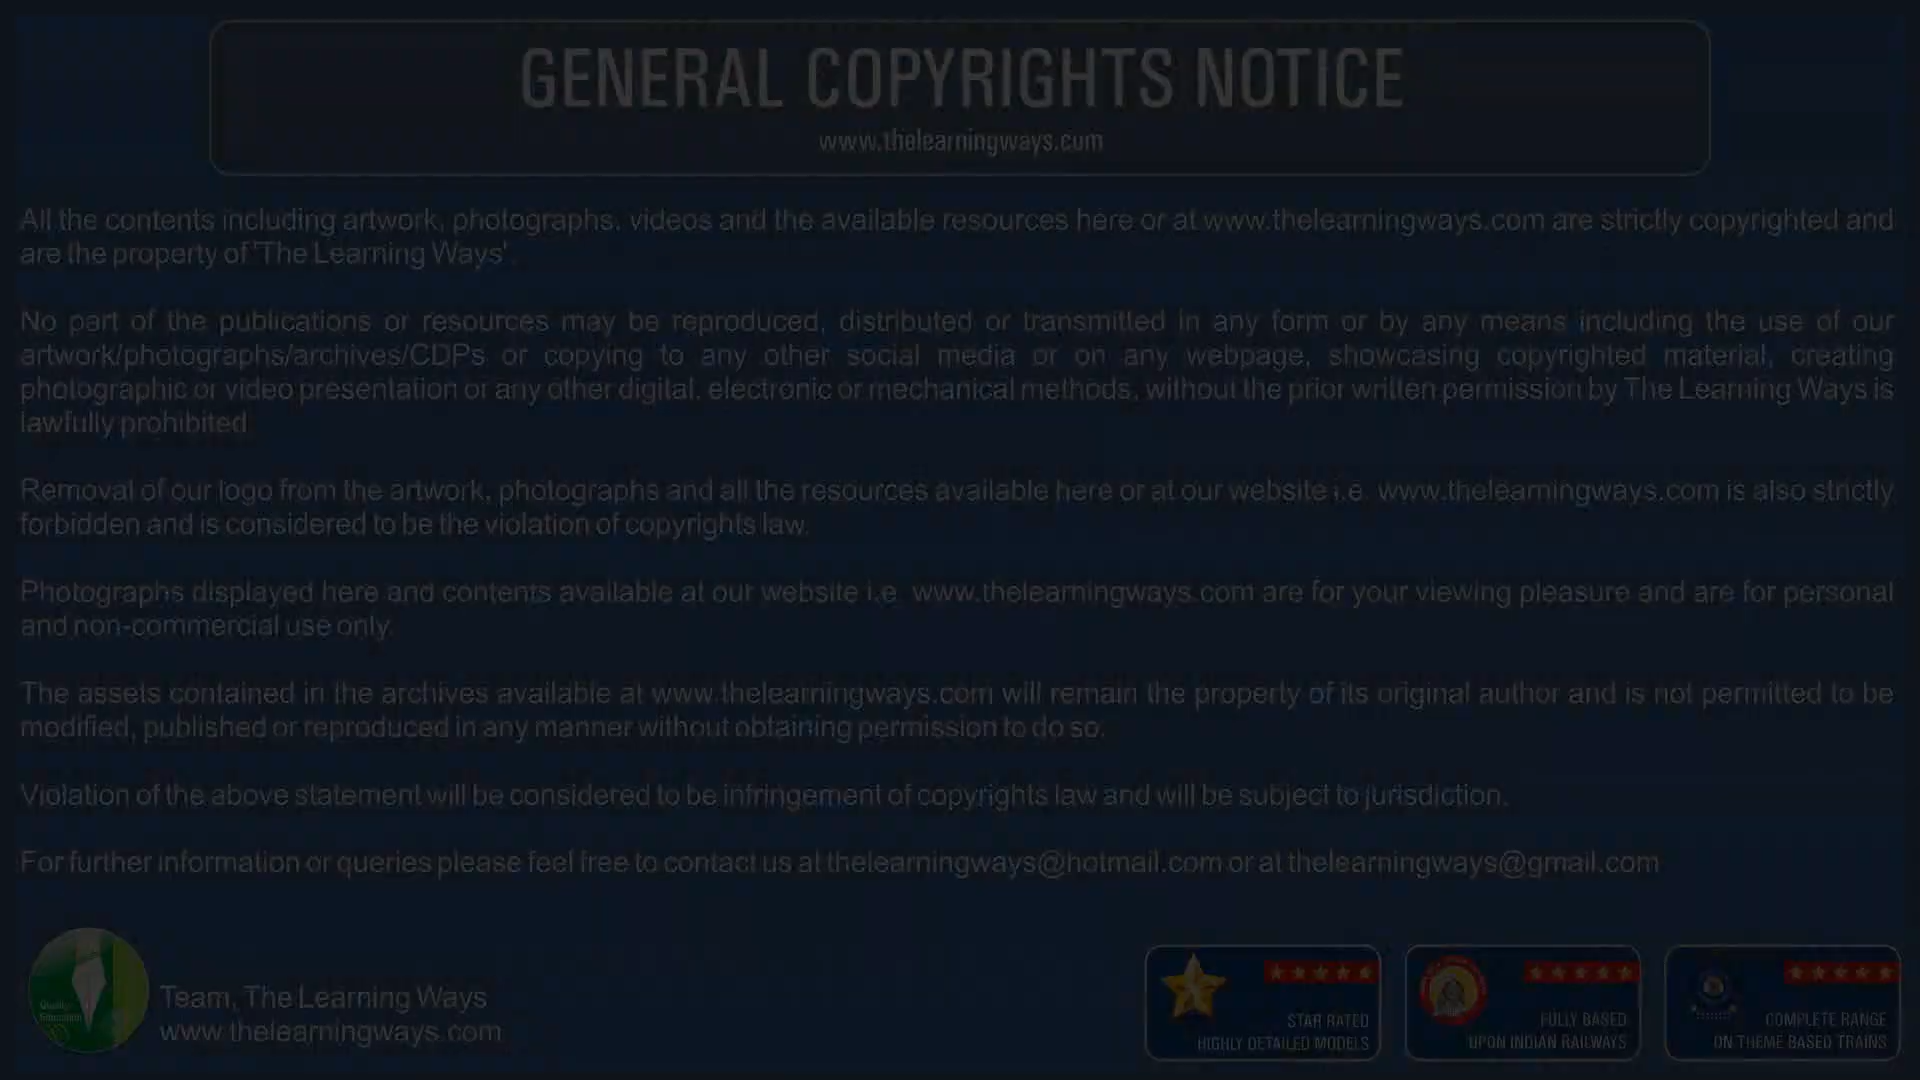 GENERAL COPYRIGHTS NOTICE
www.thelearningways.com
All the contents including artwork, photographs, videos and the available resources here or at www.thelearningways.com are strictly copyrighted and
are the property of 'The Learning Ways'.
No part of the publications or resources may be reproduced, distributed or transmitted in any form or by any means including the use of our
artwork/photographs/archives/CDPs or copying to any other social media or on any webpage, showcasing copyrighted material, creating
photographic or video presentation or any other digital, electronic or mechanical methods, without the prior written permission by The Learning Ways is
lawfully prohibited.
Removal of our logo from the artwork, photographs and all the resources available here or at our website i.e. www.thelearningways.com is also strictly
forbidden and is considered to be the violation of copyrights law.
Photographs displayed here and contents available at our website i.e. www.thelearningways.com are for your viewing pleasure and are for personal
and non-commercial use only.
The assets contained in the archives available at www.thelearningways.com will remain the property of its original author and is not permitted to be
modified, published or reproduced in any manner without obtaining permission to do so.
Violation of the above statement will be considered to be infringement of copyrights law and will be subject to jurisdiction.
For further information or queries please feel free to contact us at thelearningways@hotmail.com or at thelearningways@gmail.com
Quality
Education
Team, The Learning Ways
www.thelearningways.com
STAR RATED
HIGHLY DETAILED MODELS
FULLY BASED
UPON INDIAN RAILWAYS
COMPLETE RANGE
ON THEME BASED TRAINS